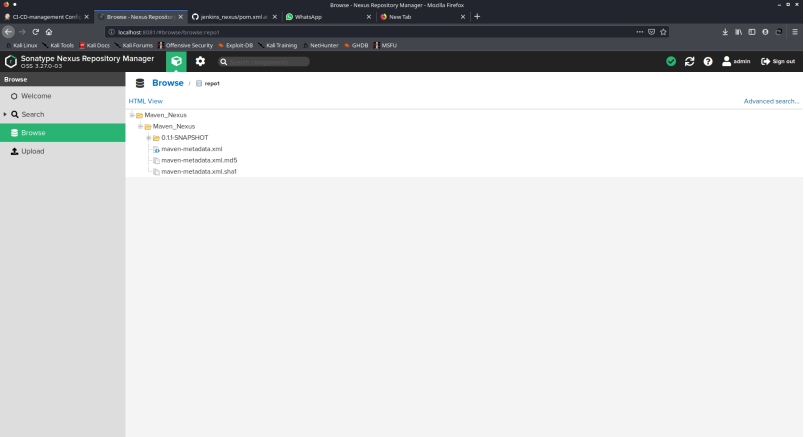 Browse - Nexus Repository Manager - Mozilla Firefox
CI-CD-management Config
Browse - Nexus Repositor
jenkins_nexus/pom.xml a
WhatsApp
New Tab
localhost:8081/#browse/browse:repo1
Kali Linux
Kali Tools
Kali Docs
Kali Forums
Offensive Security
Exploit-DB
Kali Training
NetHunter
GHDB
MSFU
Sonatype Nexus Repository Manager
OSS 3.27.0-03
Search components
admin
Sign out
Browse
Welcome
Search
Browse
Upload
Browse / repo1
HTML View
Advanced search...
Maven_Nexus
Maven_Nexus
0.1.1-SNAPSHOT
maven-metadata.xml
maven-metadata.xml.md5
maven-metadata.xml.sha1